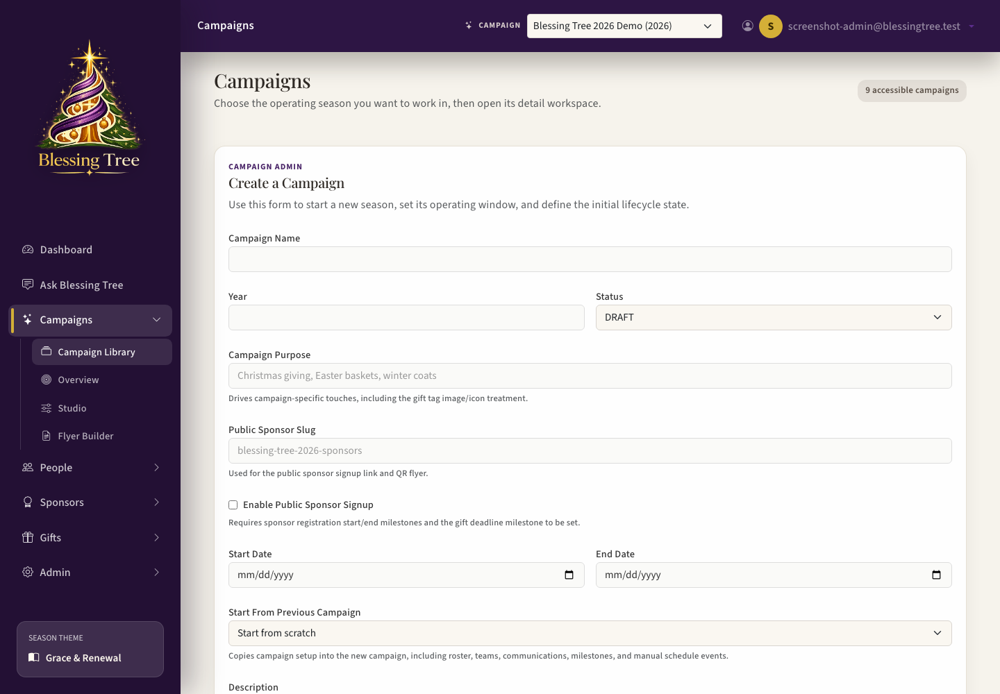 Blessing Tree
Dashboard
Ask Blessing Tree
Campaigns
Campaign Library
Overview
Studio
Flyer Builder
People
Sponsors
Gifts
Admin
SEASON THEME
Grace & Renewal
Campaigns
CAMPAIGN
Blessing Tree 2026 Demo (2026)
S
screenshot-admin@blessingtree.test
Campaigns
Choose the operating season you want to work in, then open its detail workspace.
9 accessible campaigns
CAMPAIGN ADMIN
Create a Campaign
Use this form to start a new season, set its operating window, and define the initial lifecycle state.
Campaign Name
Year
Status
DRAFT
Campaign Purpose
Christmas giving, Easter baskets, winter coats
Drives campaign-specific touches, including the gift tag image/icon treatment.
Public Sponsor Slug
blessing-tree-2026-sponsors
Used for the public sponsor signup link and QR flyer.
Enable Public Sponsor Signup
Requires sponsor registration start/end milestones and the gift deadline milestone to be set.
Start Date
End Date
mm/dd/yyyy
mm/dd/yyyy
Start From Previous Campaign
Start from scratch
Copies campaign setup into the new campaign, including roster, teams, communications, milestones, and manual schedule events.
Description